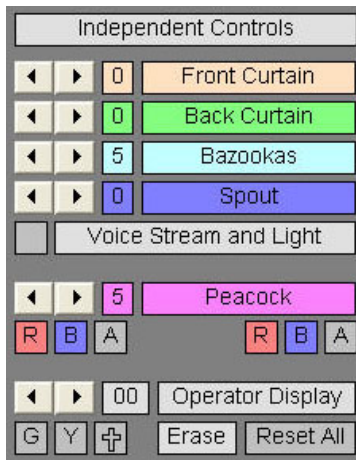 Independent Controls
0 Front Curtain
0 Back Curtain
5 Bazookas
0 Spout
Voice Stream and Light
5 Peacock
R B A R B A
00 Operator Display
G Y Erase Reset All